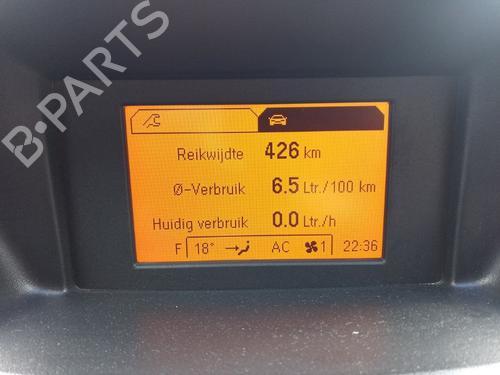 B-PARTS
Reikwijdte 426 km
Ø-Verbruik 6.5 Ltr./100 km
Huidig verbruik 0.0 Ltr./h
F 18° AC 1 22:36